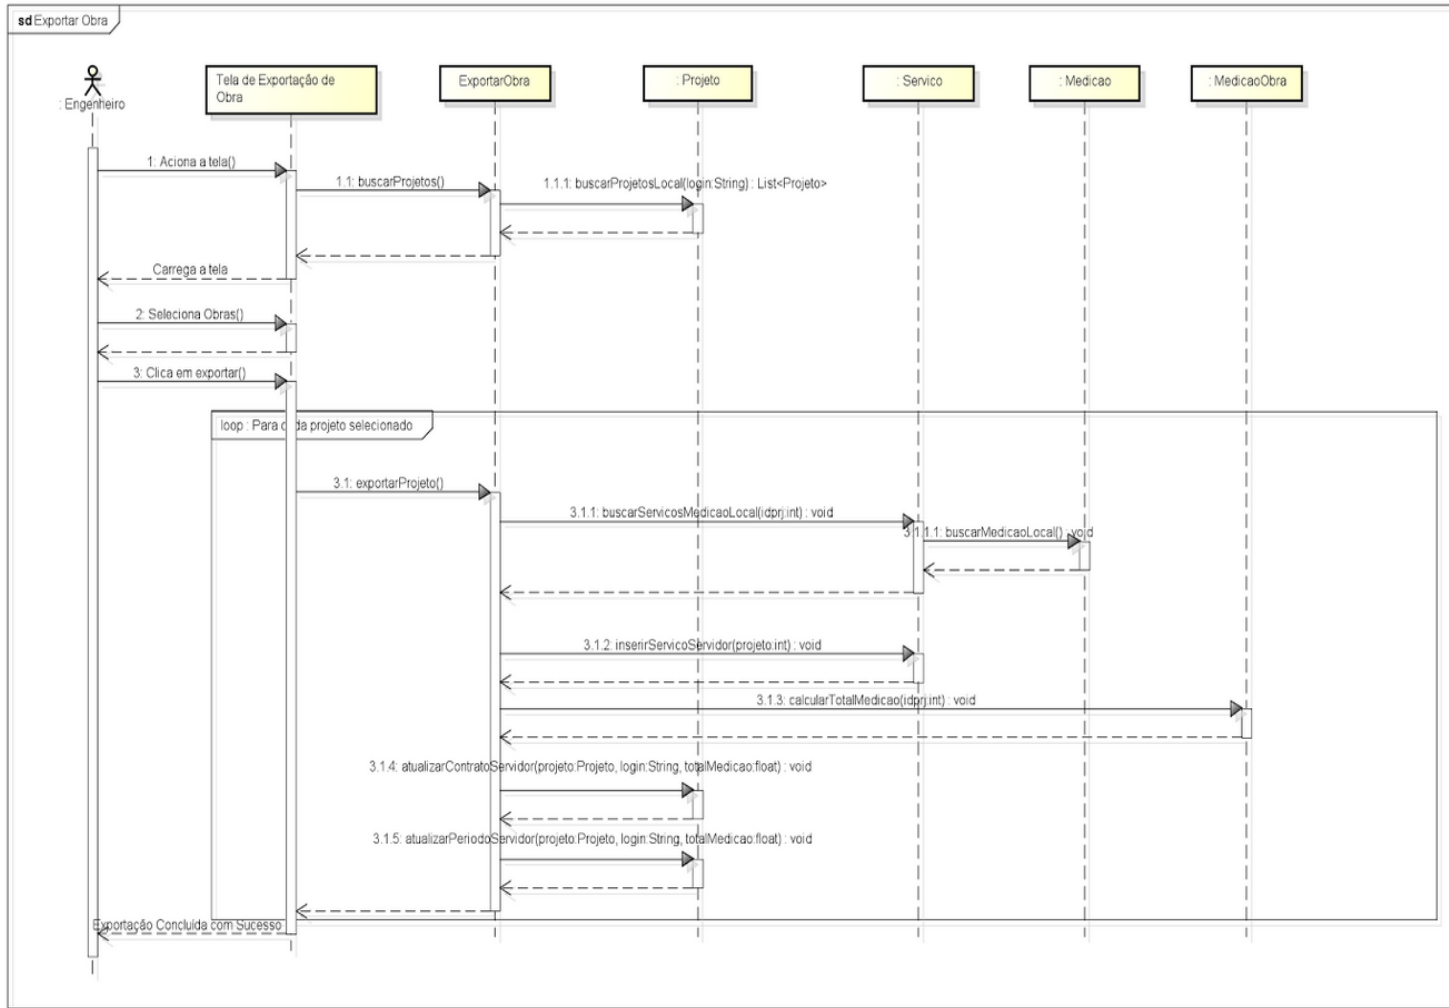 sd Exportar Obra
: Engenheiro
Tela de Exportação de
Obra
ExportarObra
: Projeto
: Servico
: Medicao
: MedicaoObra
1: Aciona a tela()
1.1: buscarProjetos()
1.1.1: buscarProjetosLocal(login:String) : List<Projeto>
Carrega a tela
2: Seleciona Obras()
3: Clica em exportar()
loop : Para cada projeto selecionado
3.1: exportarProjeto()
3.1.1: buscarServicosMedicaoLocal(idprj:int) : void
3.1.1.1: buscarMedicaoLocal() : void
3.1.2: inserirServicoServidor(projeto:int) : void
3.1.3: calcularTotalMedicao(idprj:int) : void
3.1.4: atualizarContratoServidor(projeto:Projeto, login:String, totalMedicao:float) : void
3.1.5: atualizarPeriodoServidor(projeto:Projeto, login:String, totalMedicao:float) : void
Exportação Concluída com Sucesso